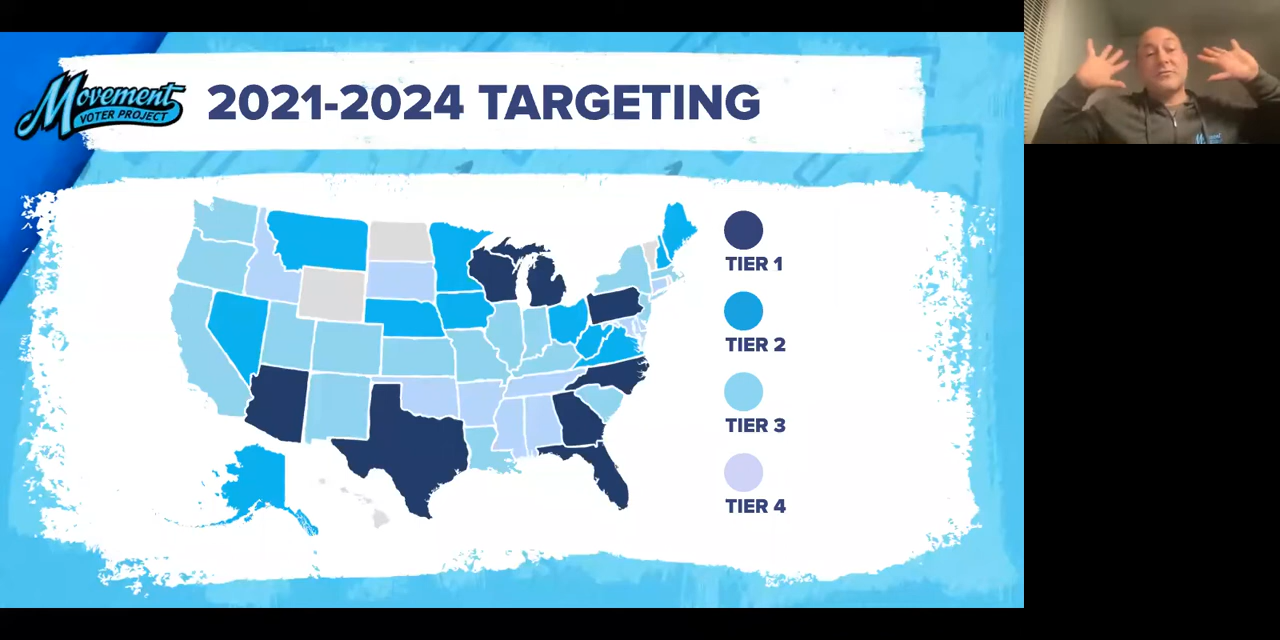 Movement
VOTER PROJECT
2021-2024 TARGETING
TIER 1
TIER 2
TIER 3
TIER 4